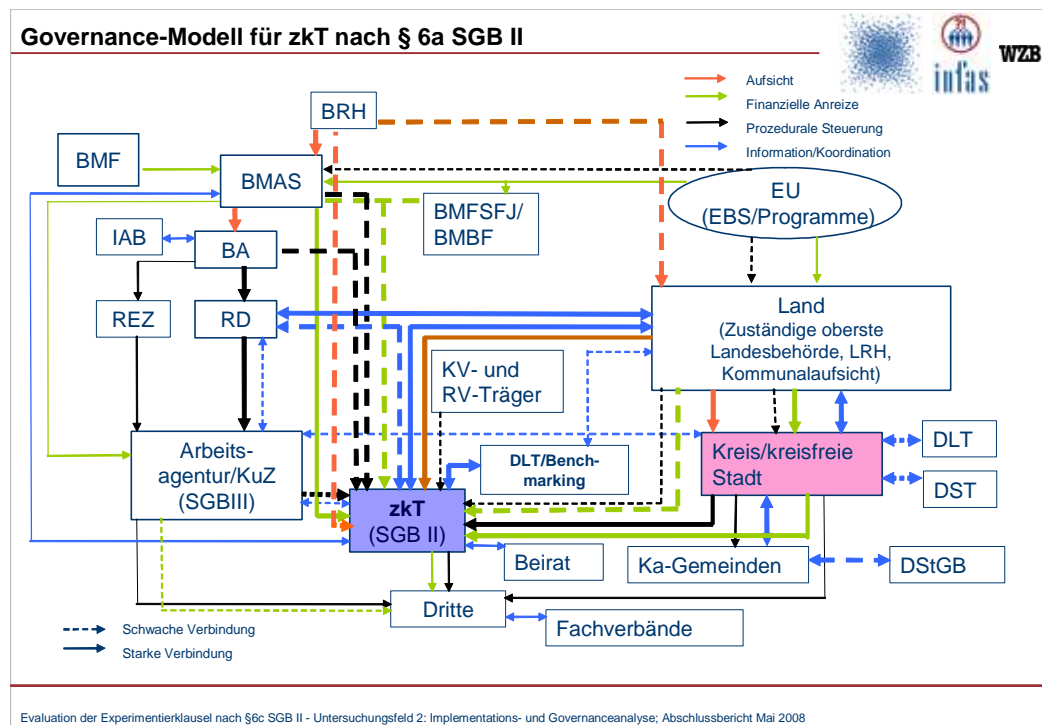 Governance-Modell für zkT nach § 6a SGB II
infas
WZB
Aufsicht
Finanzielle Anreize
Prozedurale Steuerung
Information/Koordination
BRH
BMF
BMAS
BMFSFJ/
BMBF
EU
(EBS/Programme)
IAB
BA
REZ
RD
Land
(Zuständige oberste
Landesbehörde, LRH,
Kommunalaufsicht)
KV- und
RV-Träger
Arbeits-
agentur/KuZ
(SGBIII)
DLT/Bench-
marking
Kreis/kreisfreie
Stadt
DLT
DST
zkT
(SGB II)
Beirat
Ka-Gemeinden
DStGB
Dritte
Fachverbände
Schwache Verbindung
Starke Verbindung
Evaluation der Experimentierklausel nach §6c SGB II - Untersuchungsfeld 2: Implementations- und Governanceanalyse; Abschlussbericht Mai 2008